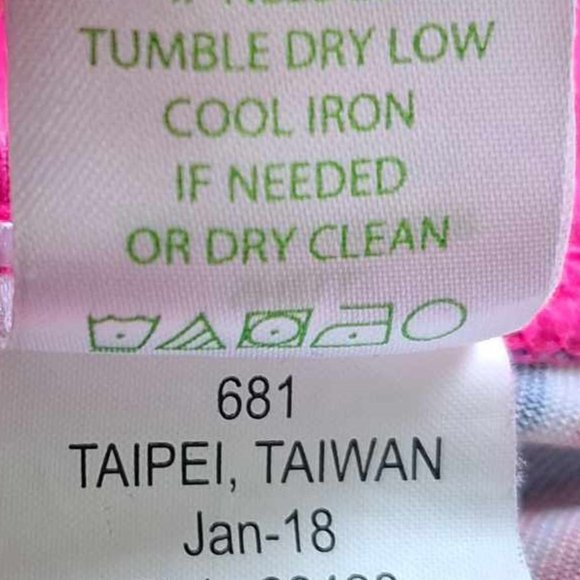 TUMBLE DRY LOW
COOL IRON
IF NEEDED
OR DRY CLEAN
681
TAIPEI, TAIWAN
Jan-18